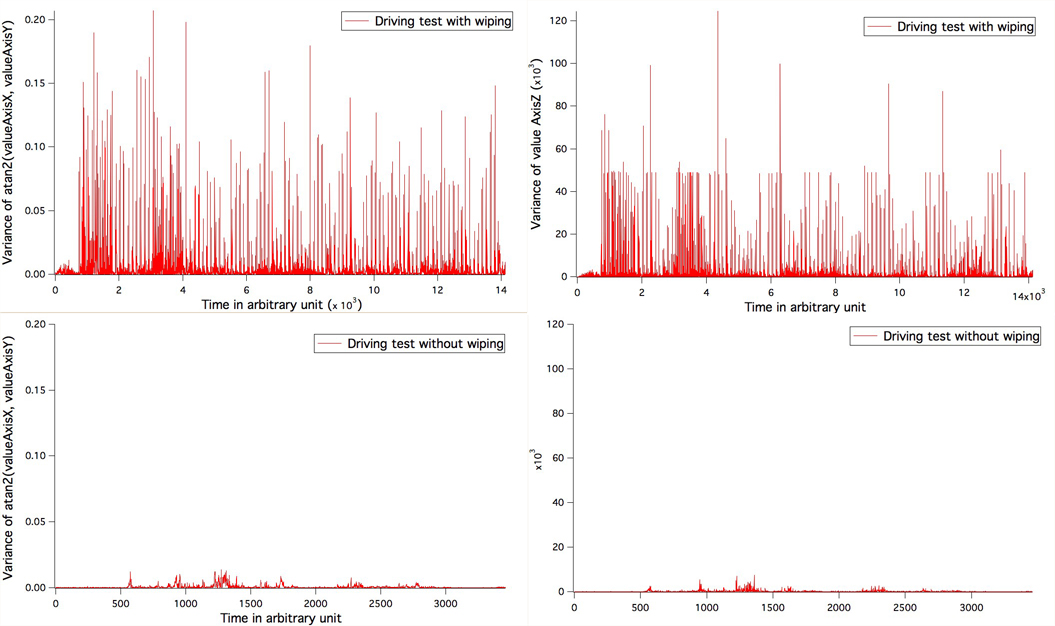 Variance of atan2(valueAxisX, valueAxisY)
0.20
0.15
0.10
0.05
0.00
Driving test with wiping
0 2 4 6 8 10 12 14
Time in arbitrary unit (x 10³)
Variance of value AxisZ (x10³)
120
100
80
60
40
20
0
Driving test with wiping
0 2 4 6 8 10 12 14x10³
Time in arbitrary unit
Variance of atan2(valueAxisX, valueAxisY)
0.20
0.15
0.10
0.05
0.00
Driving test without wiping
0 500 1000 1500 2000 2500 3000
Time in arbitrary unit
x10³
120
100
80
60
40
20
0
Driving test without wiping
0 500 1000 1500 2000 2500 3000